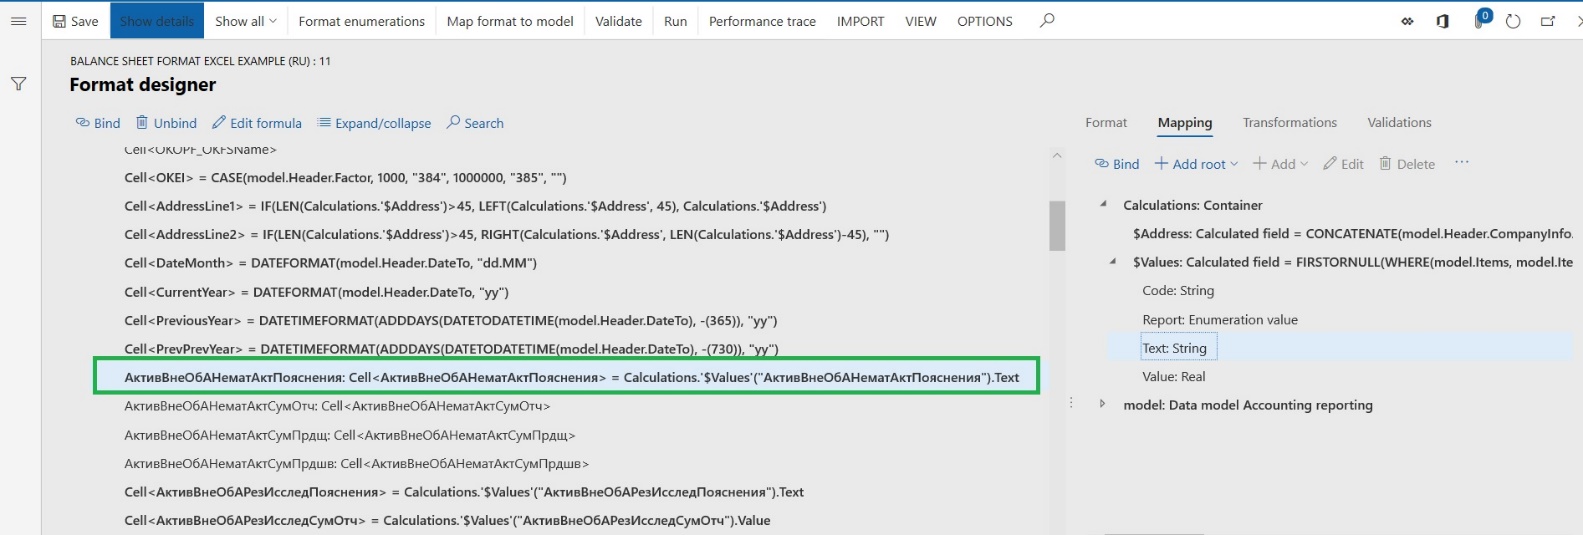 Save Show details Show all Format enumerations Map format to model Validate Run Performance trace IMPORT VIEW OPTIONS 0
BALANCE SHEET FORMAT EXCEL EXAMPLE (RU) : 11
Format designer
Bind Unbind Edit formula Expand/collapse Search
Cell<OKOPF_OKFSName>
Cell<OKEI> = CASE(model.Header.Factor, 1000, "384", 1000000, "385", "")
Cell<AddressLine1> = IF(LEN(Calculations.'$Address')>45, LEFT(Calculations.'$Address', 45), Calculations.'$Address')
Cell<AddressLine2> = IF(LEN(Calculations.'$Address')>45, RIGHT(Calculations.'$Address', LEN(Calculations.'$Address')-45), "")
Cell<DateMonth> = DATEFORMAT(model.Header.DateTo, "dd.MM")
Cell<CurrentYear> = DATEFORMAT(model.Header.DateTo, "yy")
Cell<PreviousYear> = DATETIMEFORMAT(ADDDAYS(DATETODATETIME(model.Header.DateTo), -(365)), "yy")
Cell<PrevPrevYear> = DATETIMEFORMAT(ADDDAYS(DATETODATETIME(model.Header.DateTo), -(730)), "yy")
АктивВнеОбАНематАктПояснения: Cell<АктивВнеОбАНематАктПояснения> = Calculations.'$Values'("АктивВнеОбАНематАктПояснения").Text
АктивВнеОбАНематАктСумОтч: Cell<АктивВнеОбАНематАктСумОтч>
АктивВнеОбАНематАктСумПрдщ: Cell<АктивВнеОбАНематАктСумПрдщ>
АктивВнеОбАНематАктСумПрдшв: Cell<АктивВнеОбАНематАктСумПрдшв>
Cell<АктивВнеОбАРезИсследПояснения> = Calculations.'$Values'("АктивВнеОбАРезИсследПояснения").Text
Cell<АктивВнеОбАРезИсследСумОтч> = Calculations.'$Values'("АктивВнеОбАРезИсследСумОтч").Value
Format Mapping Transformations Validations
Bind Add root Add Edit Delete ...
Calculations: Container
$Address: Calculated field = CONCATENATE(model.Header.CompanyInfo.
$Values: Calculated field = FIRSTORNULL(WHERE(model.Items, model.Ite
Code: String
Report: Enumeration value
Text: String
Value: Real
model: Data model Accounting reporting